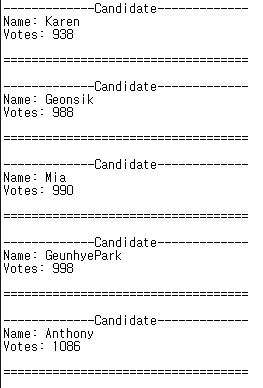 -------------Candidate-------------
Name: Karen
Votes: 938
===================================
-------------Candidate-------------
Name: Geonsik
Votes: 988
===================================
-------------Candidate-------------
Name: Mia
Votes: 990
===================================
-------------Candidate-------------
Name: GeunhyePark
Votes: 998
===================================
-------------Candidate-------------
Name: Anthony
Votes: 1086
===================================